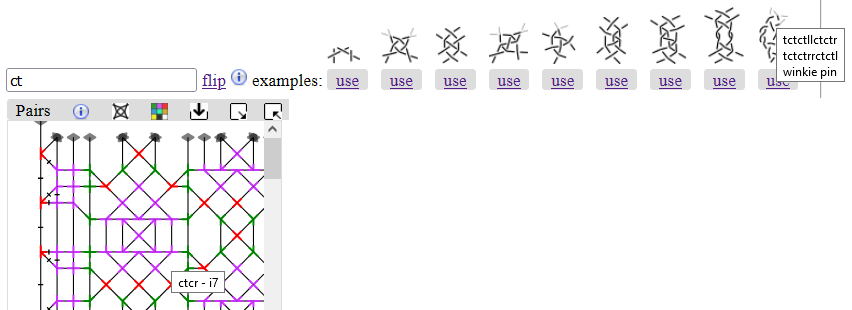 tctctllctctr
tctctrrctctl
winkie pin
ct flip examples: use use use use use use use use use
Pairs
ctcr - i7